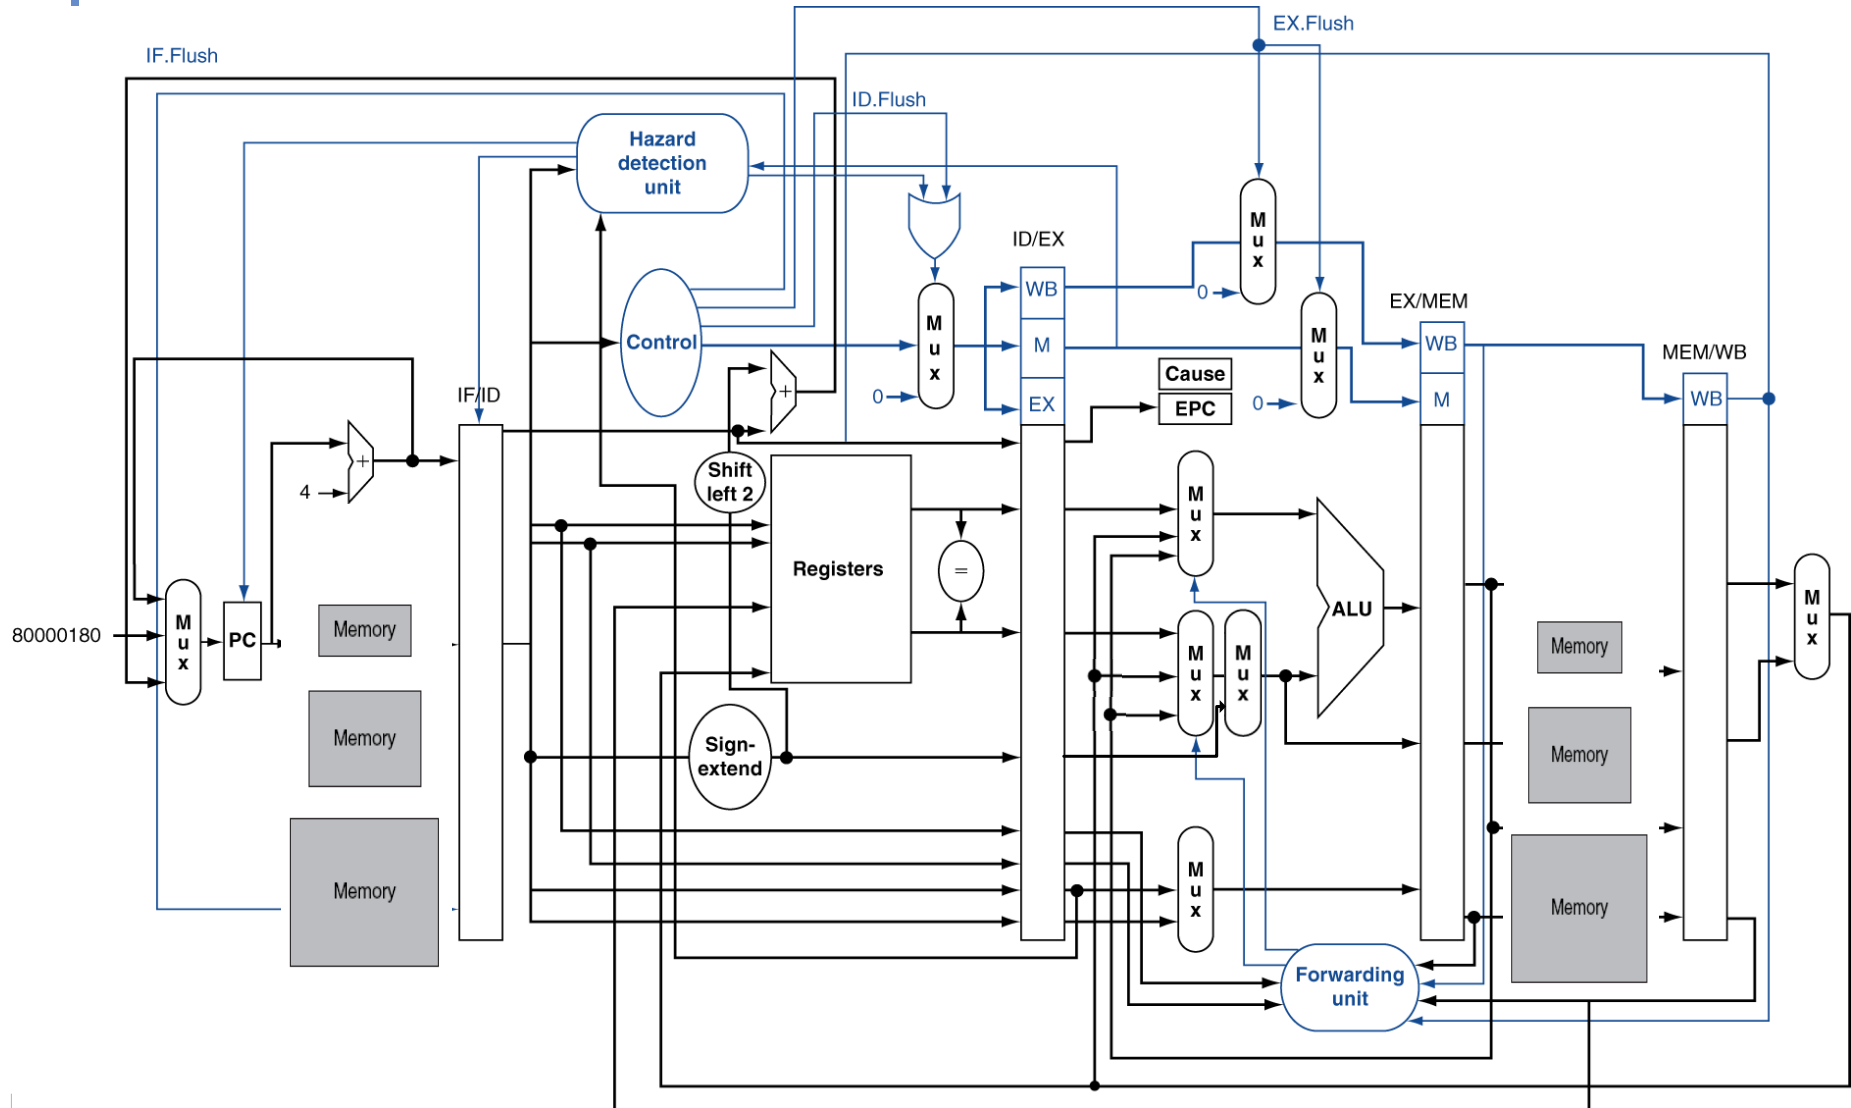 EX.Flush
IF.Flush
ID.Flush
Hazard
detection
unit
M
u
x
ID/EX
WB
0
EX/MEM
M
u
x
Control
M
u
x
M
WB
MEM/WB
Cause
0
EX
EPC
0
M
WB
IF/ID
+
+
Shift
left 2
4
M
u
x
Registers
=
ALU
M
u
x
80000180
M
u
x
PC
Memory
Memory
M
u
x
M
u
x
Sign-
extend
Memory
Memory
M
u
x
Memory
Memory
Forwarding
unit